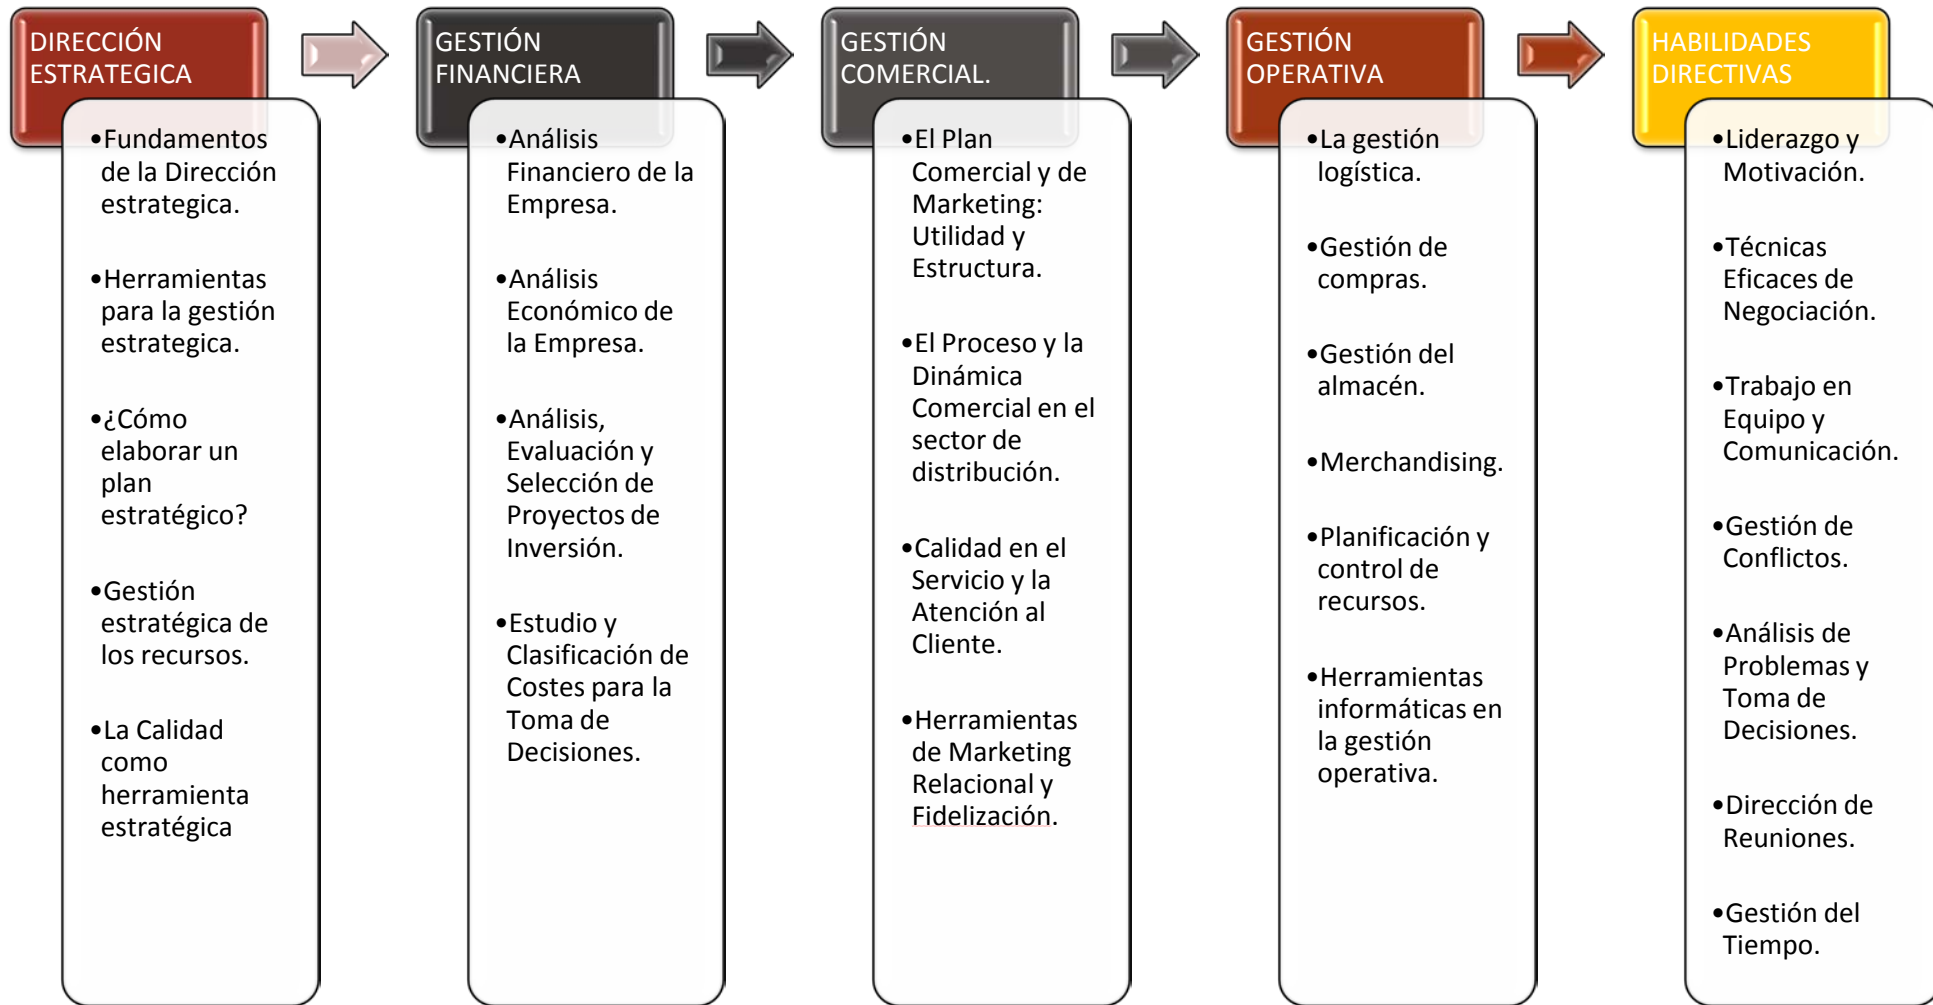 DIRECCIÓN
ESTRATEGICA
•Fundamentos
de la Dirección
estrategica.
•Herramientas
para la gestión
estrategica.
•¿Cómo
elaborar un
plan
estratégico?
•Gestión
estratégica de
los recursos.
•La Calidad
como
herramienta
estratégica
GESTIÓN
FINANCIERA
•Análisis
Financiero de la
Empresa.
•Análisis
Económico de
la Empresa.
•Análisis,
Evaluación y
Selección de
Proyectos de
Inversión.
•Estudio y
Clasificación de
Costes para la
Toma de
Decisiones.
GESTIÓN
COMERCIAL.
•El Plan
Comercial y de
Marketing:
Utilidad y
Estructura.
•El Proceso y la
Dinámica
Comercial en el
sector de
distribución.
•Calidad en el
Servicio y la
Atención al
Cliente.
•Herramientas
de Marketing
Relacional y
Fidelización.
GESTIÓN
OPERATIVA
•La gestión
logística.
•Gestión de
compras.
•Gestión del
almacén.
•Merchandising.
•Planificación y
control de
recursos.
•Herramientas
informáticas en
la gestión
operativa.
HABILIDADES
DIRECTIVAS
•Liderazgo y
Motivación.
•Técnicas
Eficaces de
Negociación.
•Trabajo en
Equipo y
Comunicación.
•Gestión de
Conflictos.
•Análisis de
Problemas y
Toma de
Decisiones.
•Dirección de
Reuniones.
•Gestión del
Tiempo.